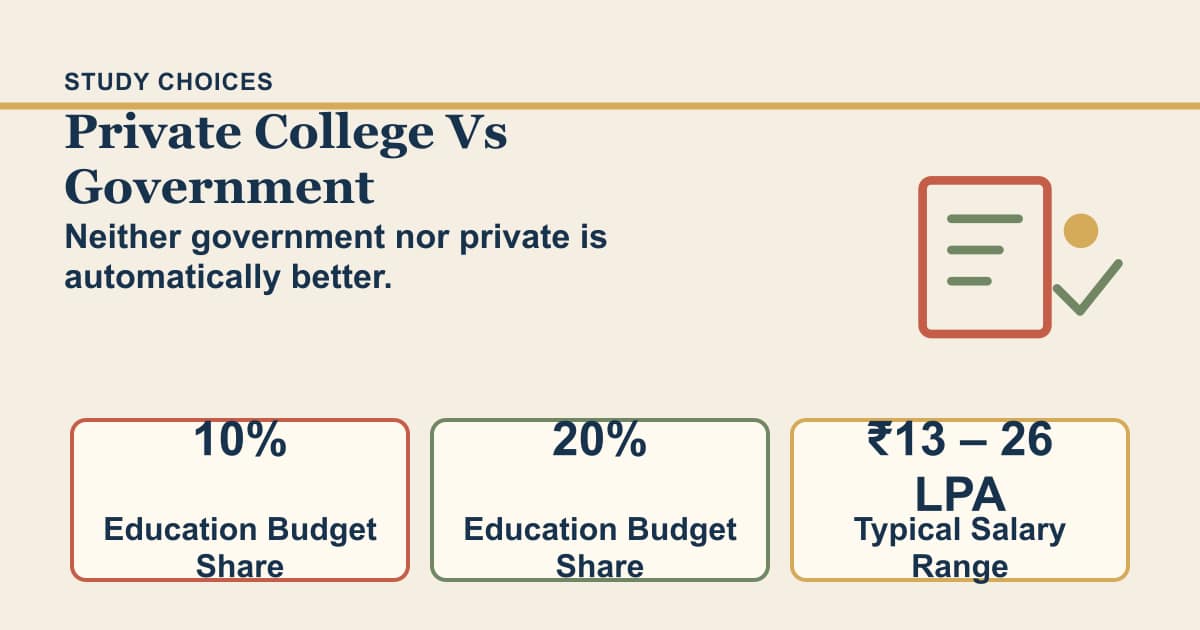 STUDY CHOICES
Private College Vs
Government
Neither government nor private is
automatically better.
10%
Education Budget
Share
20%
Education Budget
Share
₹13 – 26
LPA
Typical Salary
Range